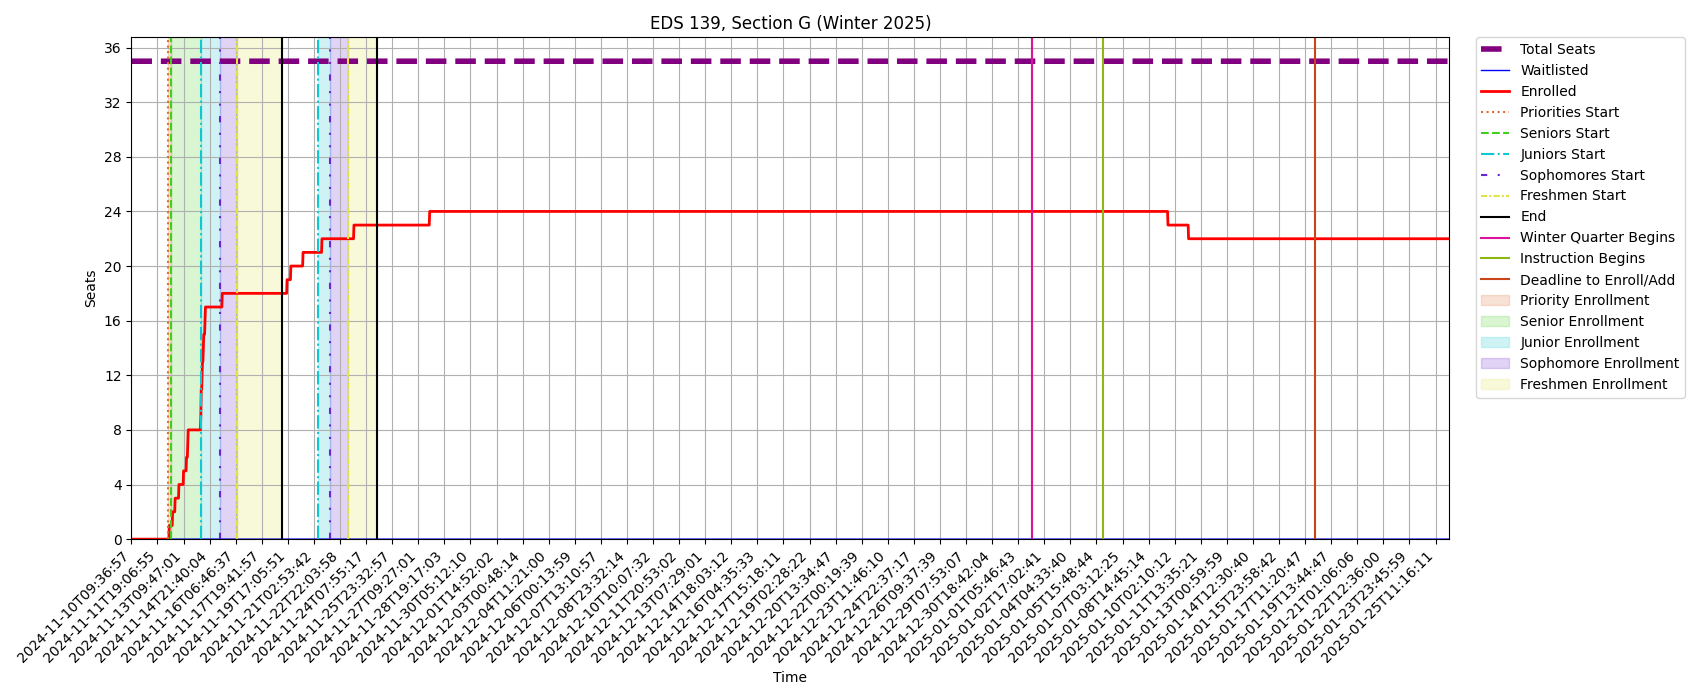 EDS 139, Section G (Winter 2025)
36
32
28
24
20
16
12
8
4
0
Seats
2024-11-10T09:36:57
2024-11-11T19:06:55
2024-11-13T09:47:01
2024-11-14T21:40:04
2024-11-16T06:46:37
2024-11-17T19:41:57
2024-11-19T17:05:51
2024-11-21T02:53:42
2024-11-22T22:03:58
2024-11-24T07:55:17
2024-11-25T23:32:57
2024-11-27T09:27:01
2024-11-28T19:17:03
2024-11-30T05:12:10
2024-12-01T14:52:02
2024-12-03T00:48:14
2024-12-04T11:21:00
2024-12-06T00:13:59
2024-12-07T13:10:57
2024-12-08T23:32:14
2024-12-10T10:07:32
2024-12-11T20:53:02
2024-12-13T07:29:01
2024-12-14T18:03:12
2024-12-16T04:35:33
2024-12-17T15:18:11
2024-12-19T02:28:22
2024-12-20T13:34:47
2024-12-22T00:19:39
2024-12-23T11:46:10
2024-12-24T22:37:17
2024-12-26T09:37:39
2024-12-29T07:53:07
2024-12-30T18:42:04
2025-01-01T05:46:43
2025-01-02T17:02:41
2025-01-04T04:33:40
2025-01-05T15:48:44
2025-01-07T03:12:25
2025-01-08T14:45:14
2025-01-10T02:10:12
2025-01-11T13:35:21
2025-01-13T00:59:59
2025-01-14T12:30:40
2025-01-15T23:58:42
2025-01-17T11:20:47
2025-01-19T13:44:47
2025-01-21T01:06:06
2025-01-22T12:36:00
2025-01-23T23:45:59
2025-01-25T11:16:11
Time
Total Seats
Waitlisted
Enrolled
Priorities Start
Seniors Start
Juniors Start
Sophomores Start
Freshmen Start
End
Winter Quarter Begins
Instruction Begins
Deadline to Enroll/Add
Priority Enrollment
Senior Enrollment
Junior Enrollment
Sophomore Enrollment
Freshmen Enrollment